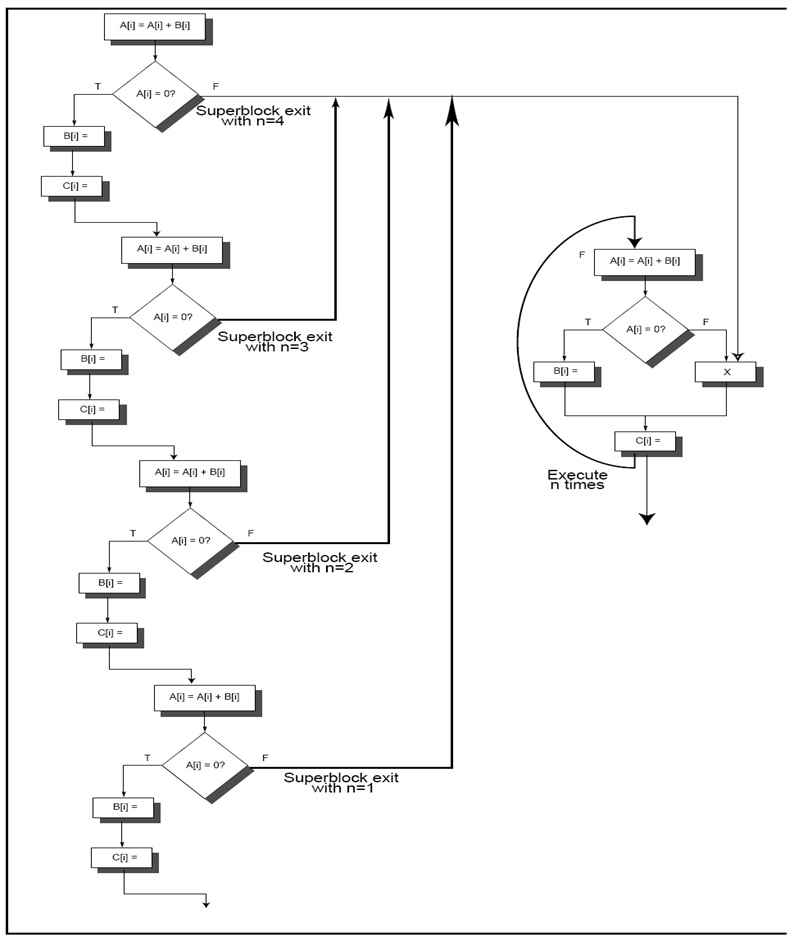 A[i] = A[i] + B[i]
T
A[i] = 0?
F
Superblock exit
with n=4
B[i] =
C[i] =
A[i] = A[i] + B[i]
T
A[i] = 0?
Superblock exit
with n=3
B[i] =
C[i] =
A[i] = A[i] + B[i]
T
A[i] = 0?
F
Superblock exit
with n=2
B[i] =
C[i] =
A[i] = A[i] + B[i]
T
A[i] = 0?
F
Superblock exit
with n=1
B[i] =
C[i] =
F
A[i] = A[i] + B[i]
T
A[i] = 0?
F
B[i] =
X
C[i] =
Execute
n times